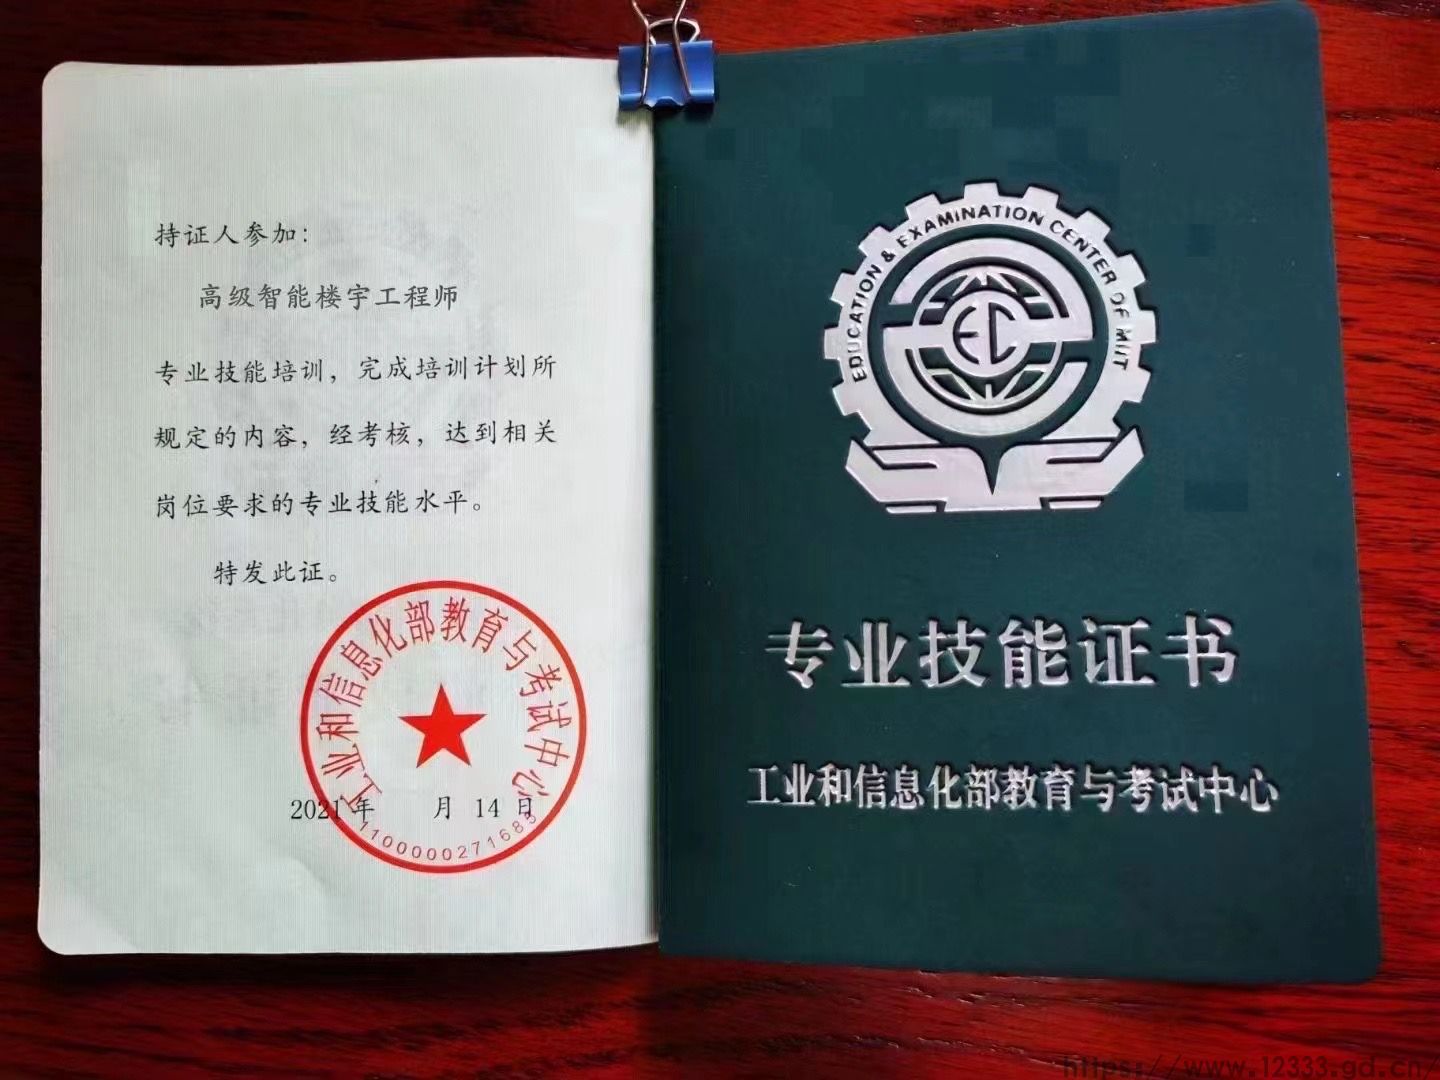 持证人参加：
高级智能楼宇工程师
专业技能培训，完成培训计划所
规定的内容，经考核，达到相关
岗位要求的专业技能水平。
特发此证。
工业和信息化部教育与考试中心
2021年 月 14 日
1100000271683
EDUCATION & EXAMINATION CENTER OF MIIT
EC
专业技能证书
工业和信息化部教育与考试中心
https://www.12333.gd.cn/